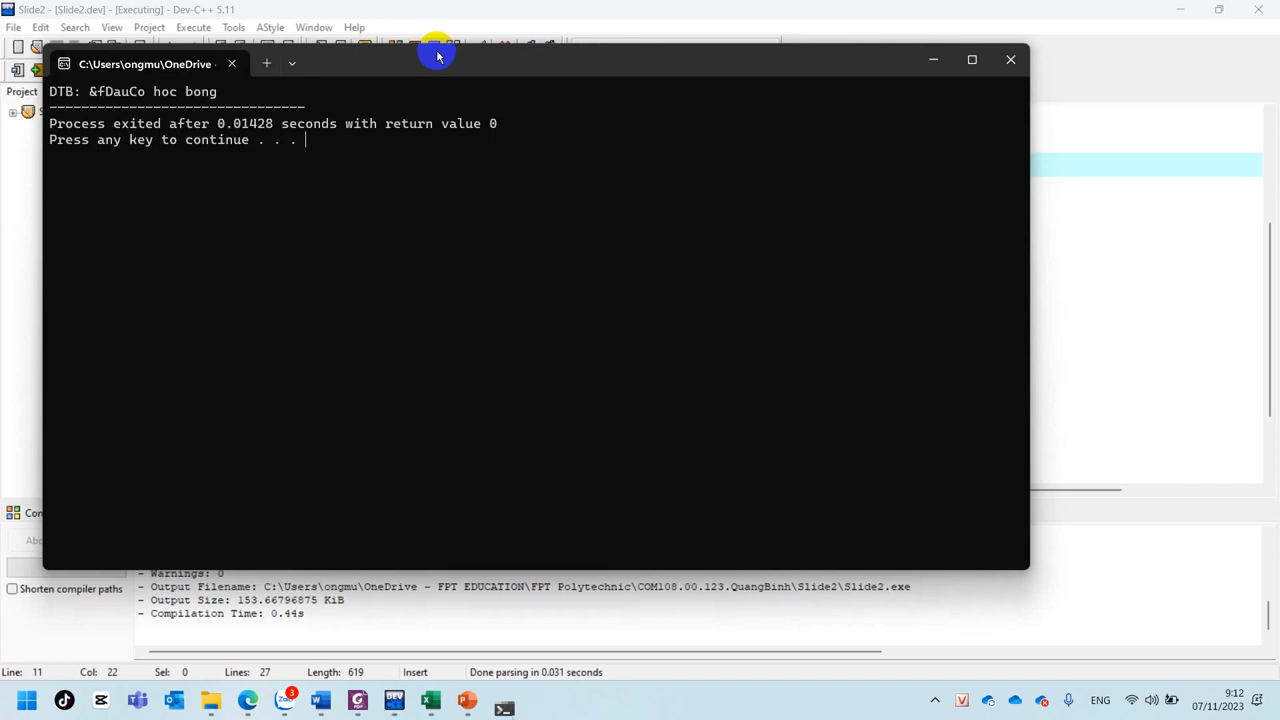 Slide2 - [Slide2.dev] - [Executing] - Dev-C++ 5.11
File Edit Search View Project Execute Tools AStyle Window Help
C:\Users\ongmu\OneDrive -
Project
DTB: &fDauCo hoc bong
--------------------------------
Process exited after 0.01428 seconds with return value 0
Press any key to continue . . .
- Warnings: 0
- Output Filename: C:\Users\ongmu\OneDrive - FPT EDUCATION\FPT Polytechnic\COM108.00.123.QuangBinh\Slide2\Slide2.exe
Shorten compiler paths
- Output Size: 153.66796875 KiB
- Compilation Time: 0.44s
Line: 11 Col: 22 Sel: 0 Lines: 27 Length: 619 Insert Done parsing in 0.031 seconds
3
ENG
9:12
07/11/2023